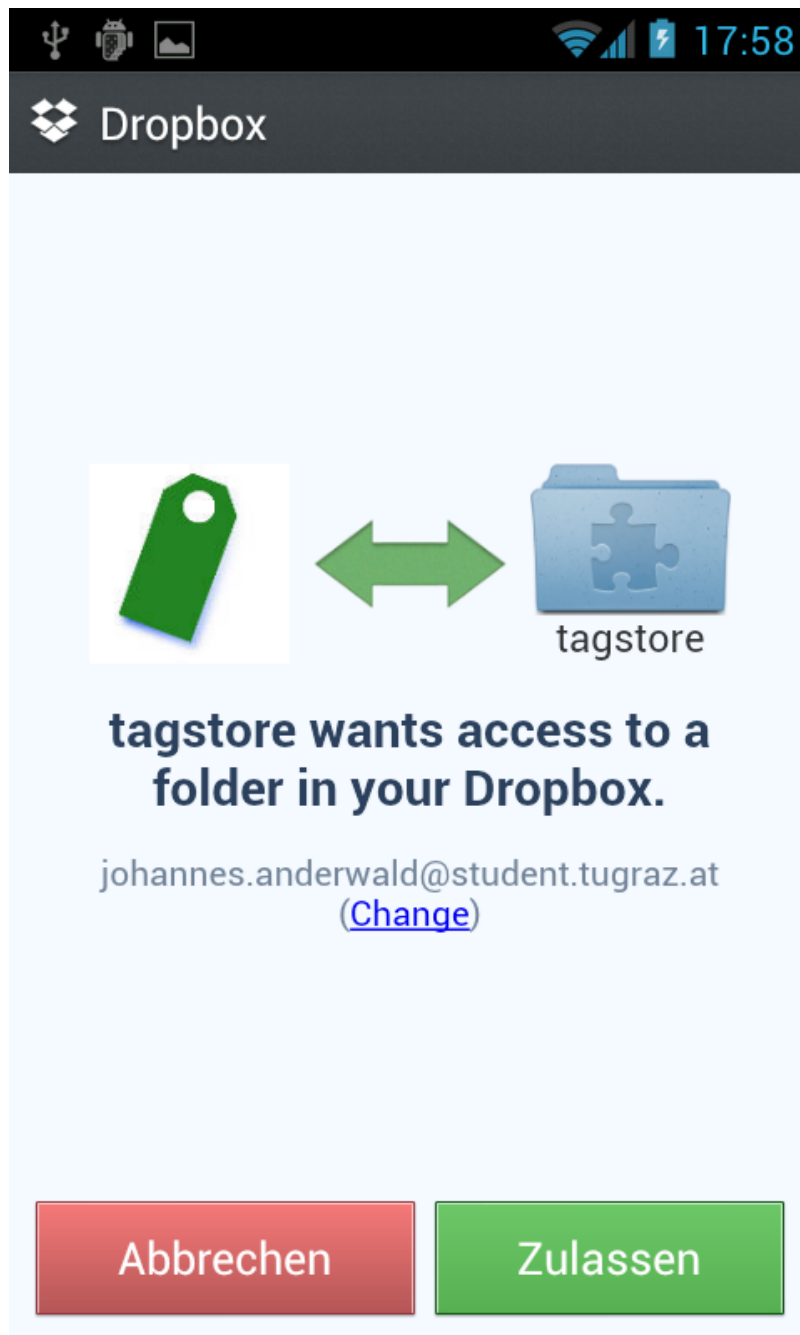 17:58
Dropbox
tagstore
tagstore wants access to a
folder in your Dropbox.
johannes.anderwald@student.tugraz.at
(Change)
Abbrechen
Zulassen